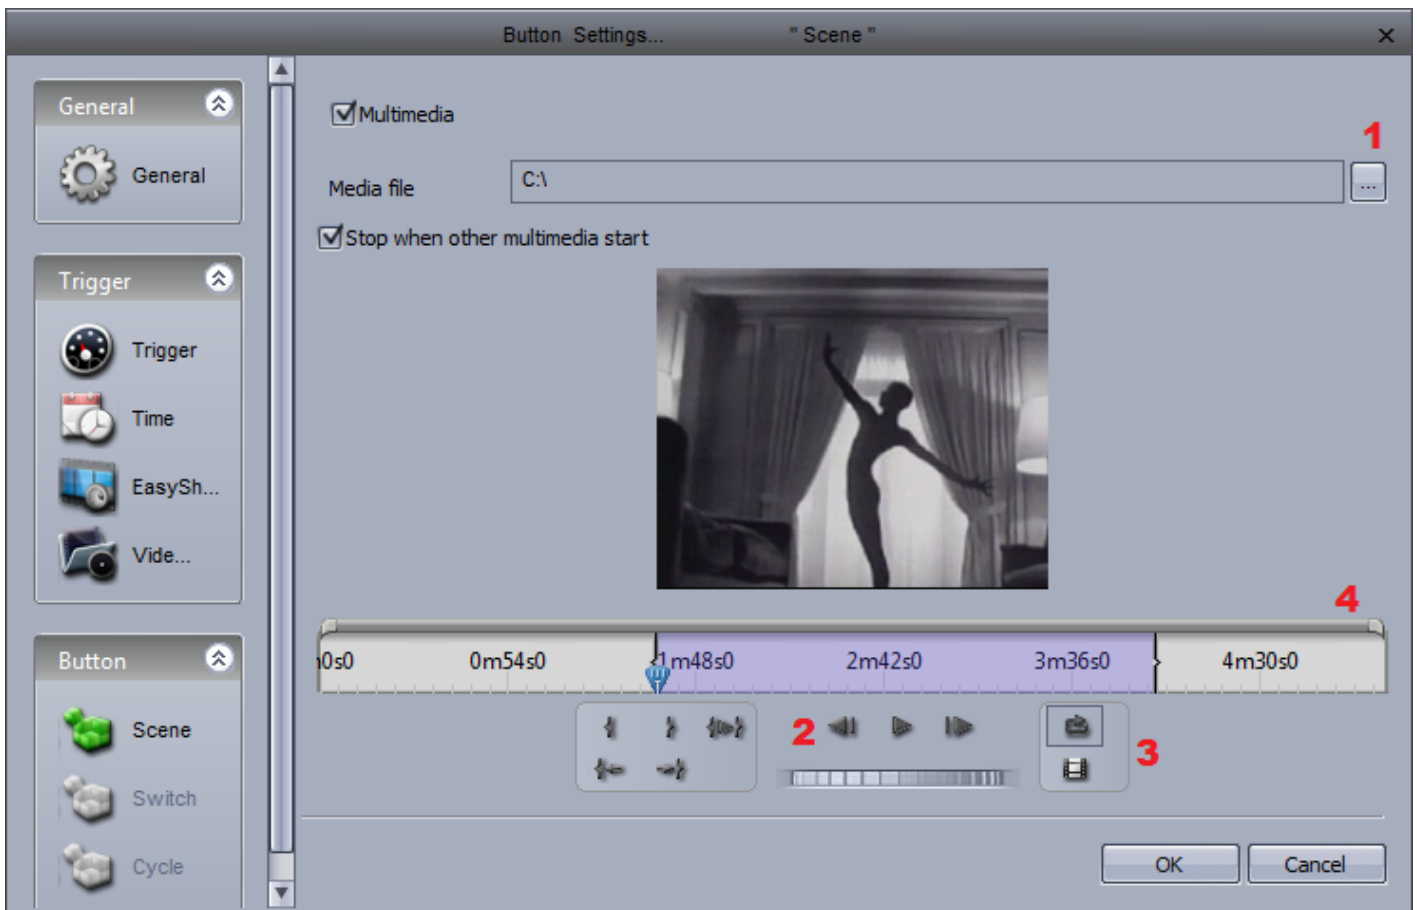 Button Settings... " Scene "
General
General
Trigger
Trigger
Time
EasySh...
Vide...
Button
Scene
Switch
Cycle
Multimedia
1
Media file C:\ ...
Stop when other multimedia start
4
0s0 0m54s0 1m48s0 2m42s0 3m36s0 4m30s0
2
3
OK Cancel